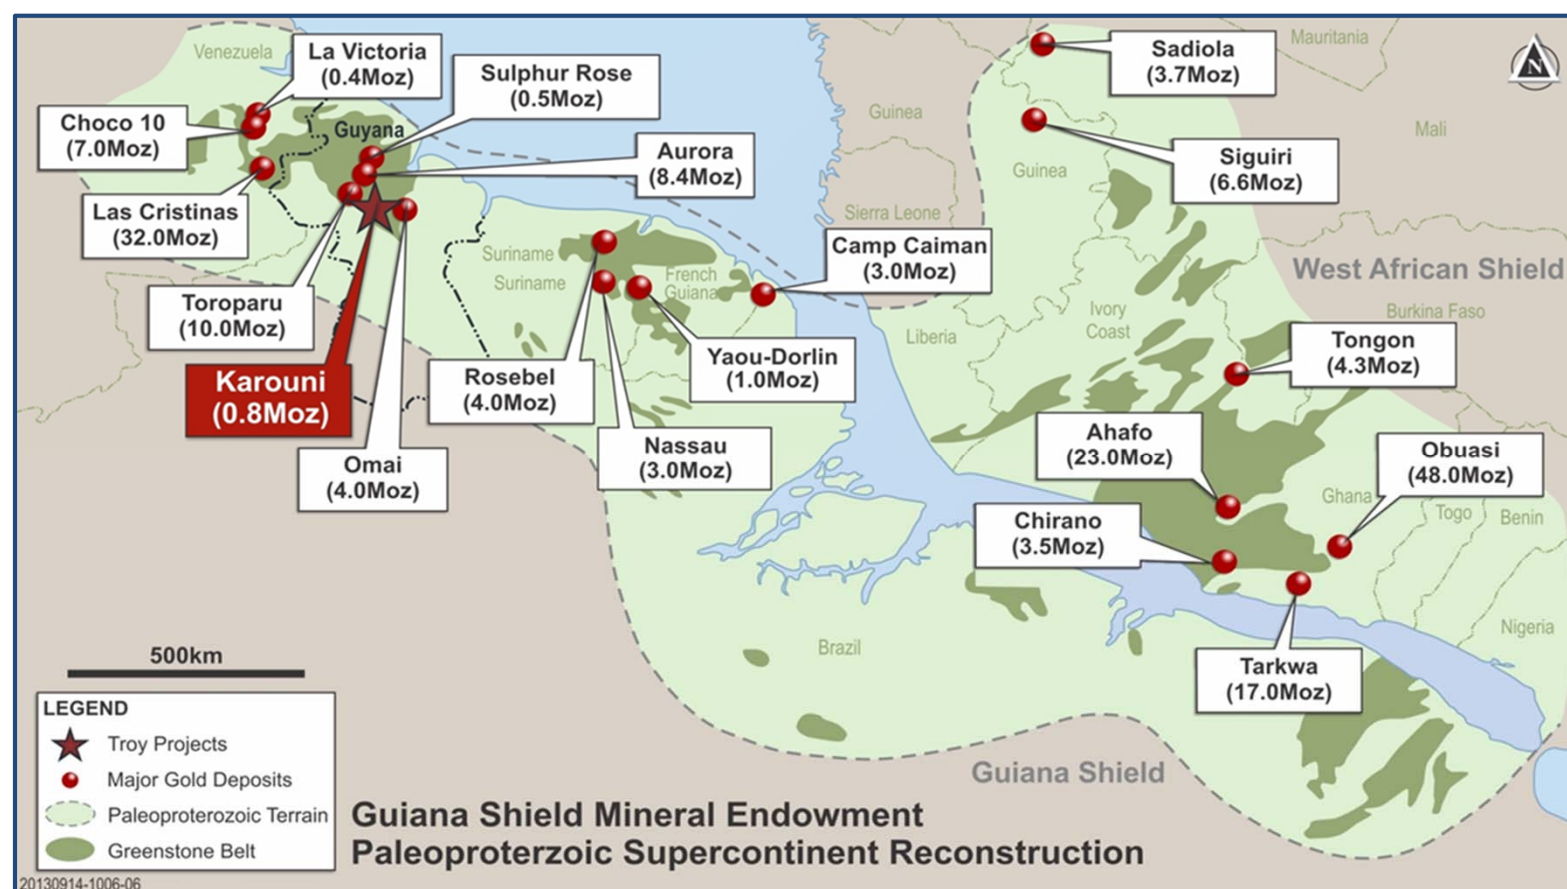 Venezuela
La Victoria
(0.4Moz)
Sulphur Rose
(0.5Moz)
Choco 10
(7.0Moz)
Guyana
Aurora
(8.4Moz)
Las Cristinas
(32.0Moz)
Toroparu
(10.0Moz)
Karouni
(0.8Moz)
Omai
(4.0Moz)
Suriname
Suriname
French
Guiana
Camp Caiman
(3.0Moz)
Rosebel
(4.0Moz)
Yaou-Dorlin
(1.0Moz)
Nassau
(3.0Moz)
Sadiola
(3.7Moz)
Mauritania
N
Guinea
Mali
Siguiri
(6.6Moz)
Guinea
Sierra Leone
West African Shield
Ivory
Coast
Burkina Faso
Liberia
Tongon
(4.3Moz)
Ahafo
(23.0Moz)
Obuasi
(48.0Moz)
Ghana
Togo
Benin
Chirano
(3.5Moz)
Nigeria
Brazil
Tarkwa
(17.0Moz)
Guiana Shield
500km
LEGEND
Troy Projects
Major Gold Deposits
Paleoproterozoic Terrain
Greenstone Belt
Guiana Shield Mineral Endowment
Paleoproterzoic Supercontinent Reconstruction
20130914-1006-06